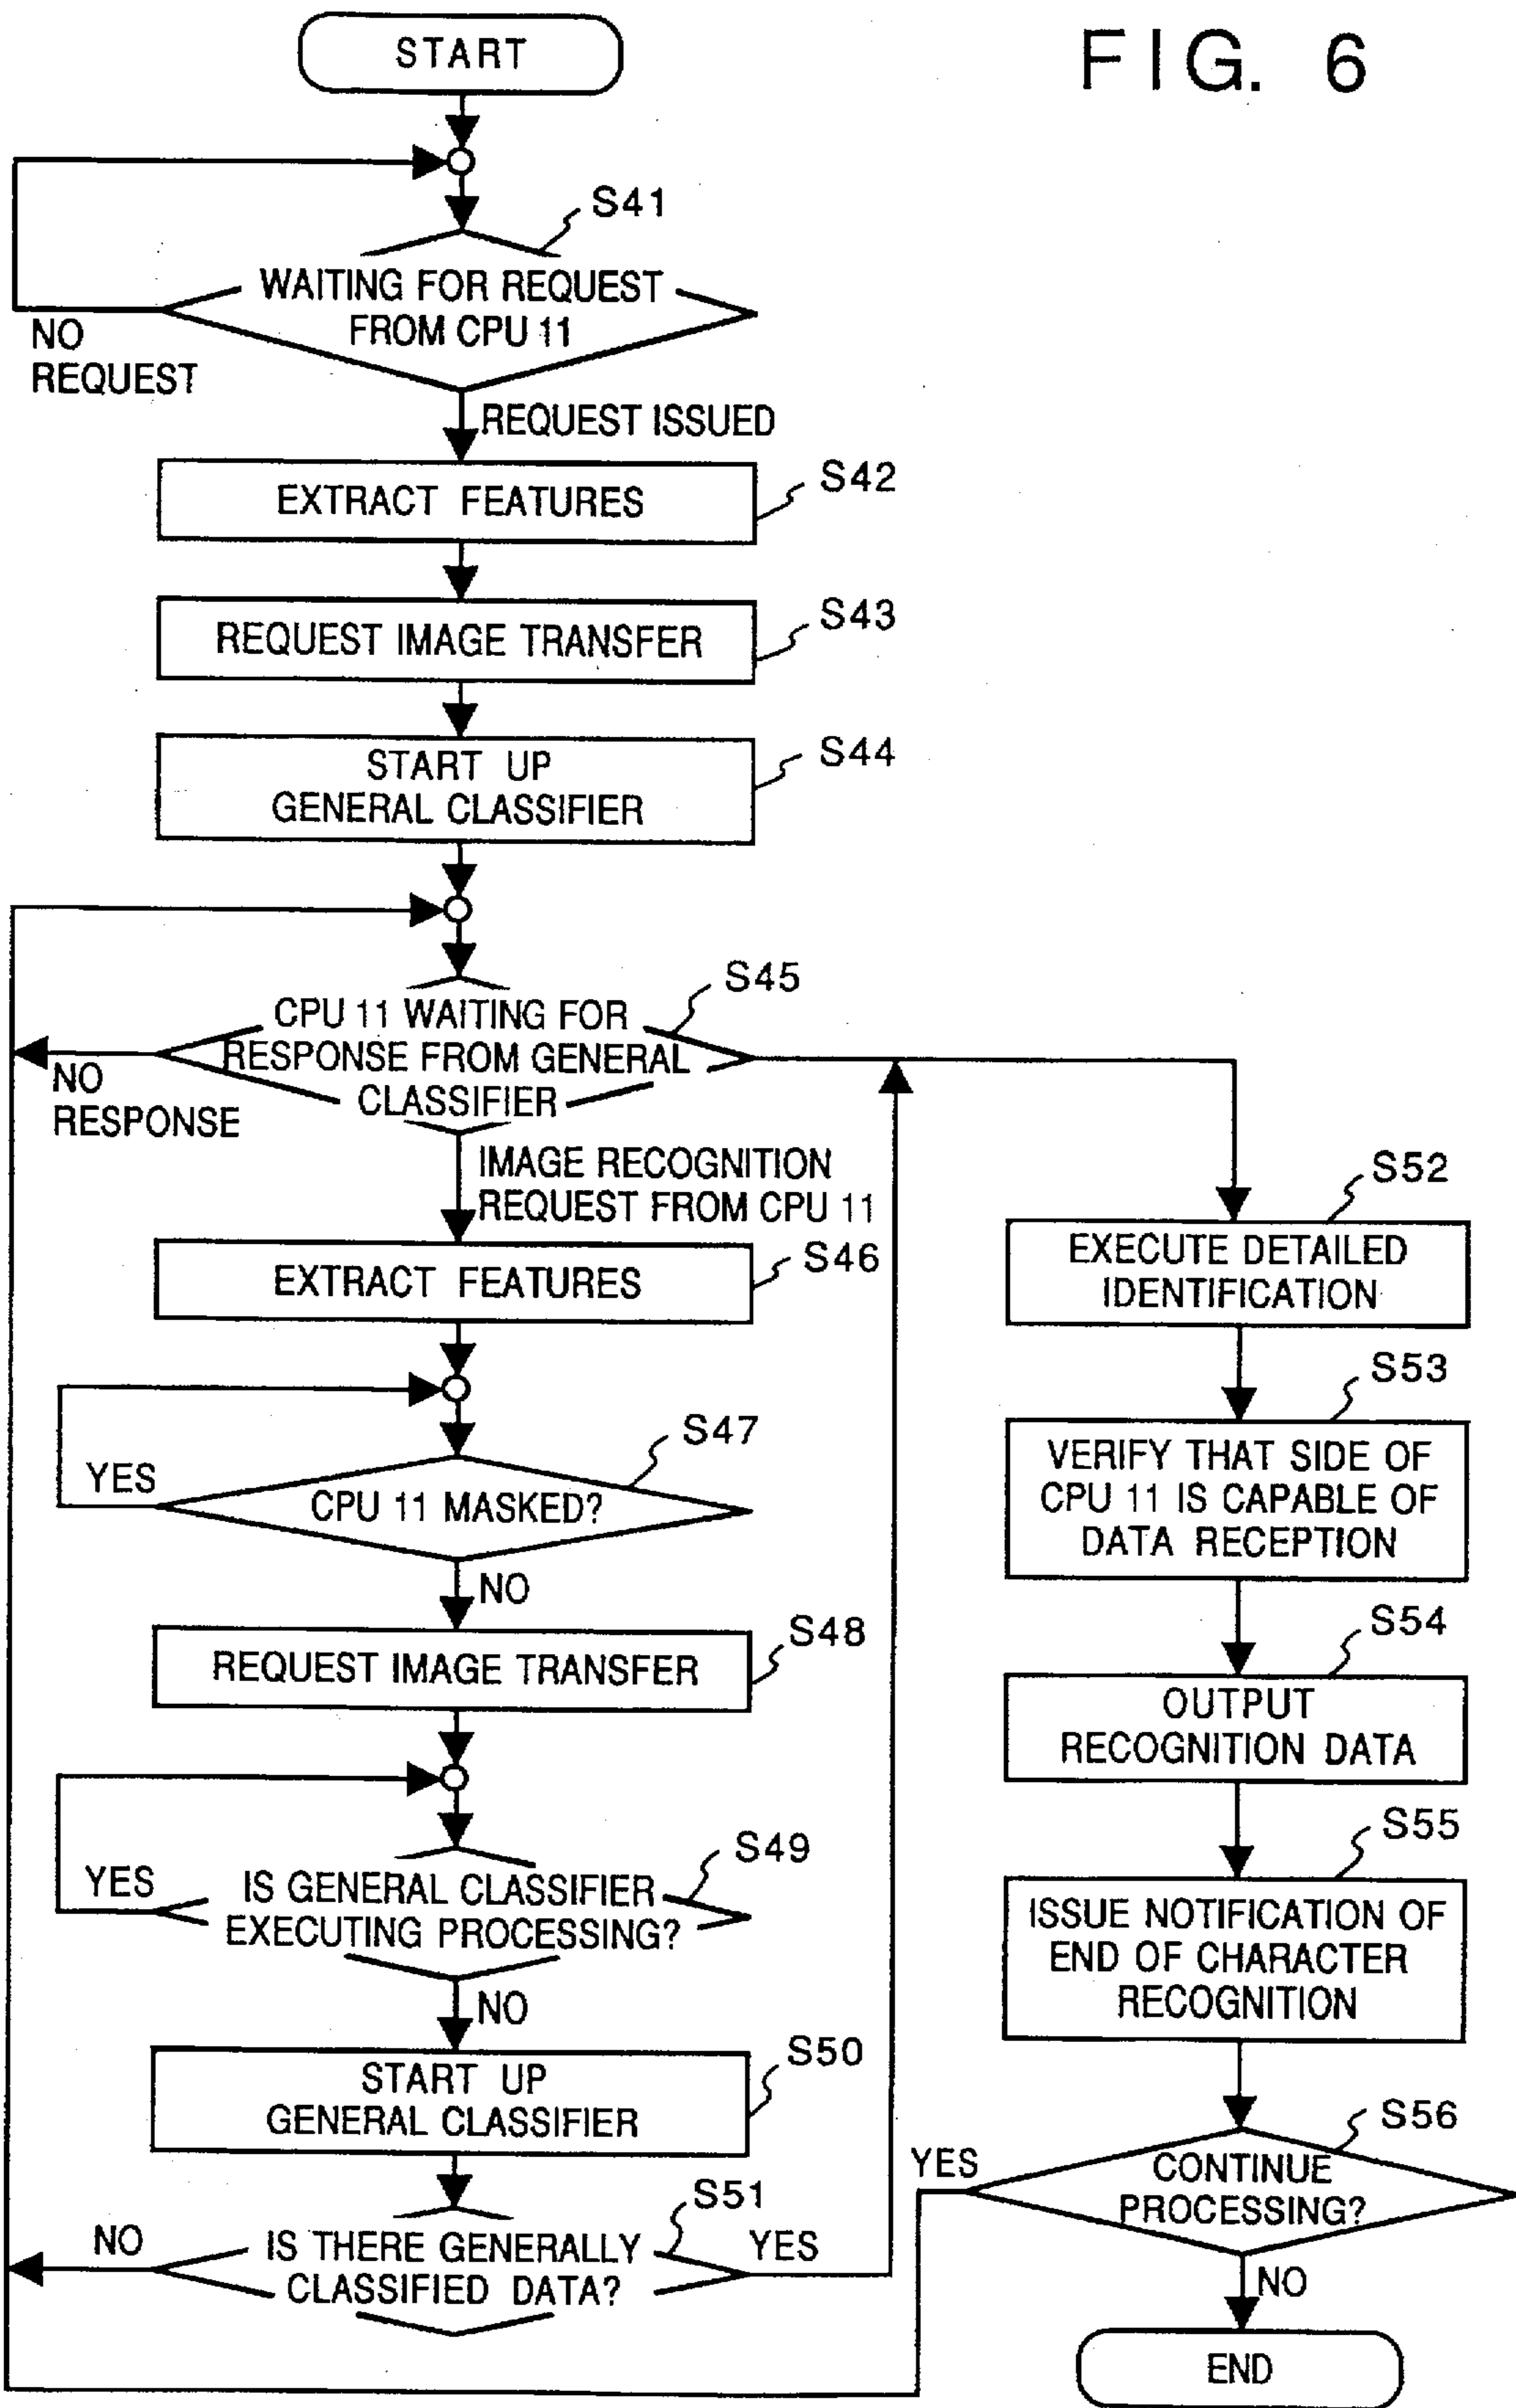 FIG. 6
START
S41
WAITING FOR REQUEST
FROM CPU 11
NO
REQUEST
REQUEST ISSUED
S42
EXTRACT FEATURES
S43
REQUEST IMAGE TRANSFER
S44
START UP
GENERAL CLASSIFIER
S45
CPU 11 WAITING FOR
RESPONSE FROM GENERAL
CLASSIFIER
NO
RESPONSE
IMAGE RECOGNITION
REQUEST FROM CPU 11
S46
EXTRACT FEATURES
S47
YES
CPU 11 MASKED?
NO
S48
REQUEST IMAGE TRANSFER
S49
YES
IS GENERAL CLASSIFIER
EXECUTING PROCESSING?
NO
S50
START UP
GENERAL CLASSIFIER
S51
NO
IS THERE GENERALLY
CLASSIFIED DATA?
YES
S52
EXECUTE DETAILED
IDENTIFICATION
S53
VERIFY THAT SIDE OF
CPU 11 IS CAPABLE OF
DATA RECEPTION
S54
OUTPUT
RECOGNITION DATA
S55
ISSUE NOTIFICATION OF
END OF CHARACTER
RECOGNITION
S56
YES
CONTINUE
PROCESSING?
NO
END